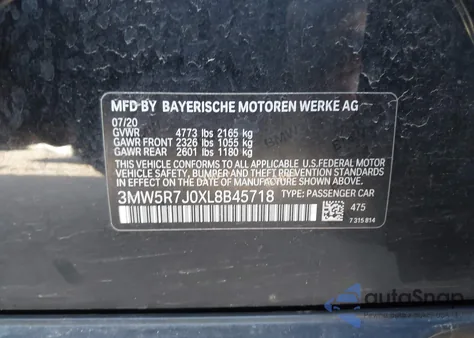 MFD BY BAYERISCHE MOTOREN WERKE AG
07/20
GVWR 4773 lbs 2165 kg
GAWR FRONT 2326 lbs 1055 kg
GAWR REAR 2601 lbs 1180 kg
THIS VEHICLE CONFORMS TO ALL APPLICABLE U.S.FEDERAL MOTOR
VEHICLE SAFETY, BUMPER, AND THEFT PREVENTION STANDARDS
IN EFFECT ON THE DATE OF MANUFACTURE SHOWN ABOVE.
3MW5R7J0XL8B45718 TYPE: PASSENGER CAR
475
7 315 814
autoSnap